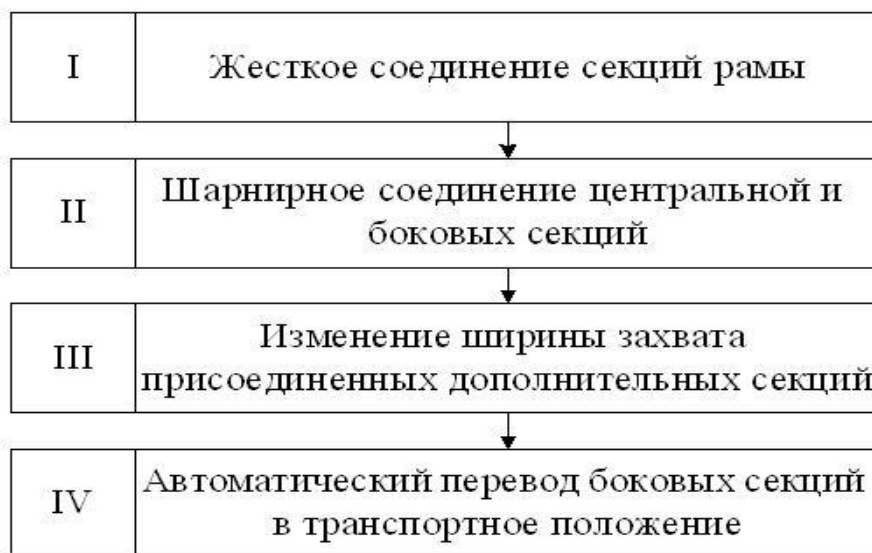 I
Жесткое соединение секций рамы
II
Шарнирное соединение центральной и
боковых секций
III
Изменение ширины захвата
присоединенных дополнительных секций
IV
Автоматический перевод боковых секций
в транспортное положение